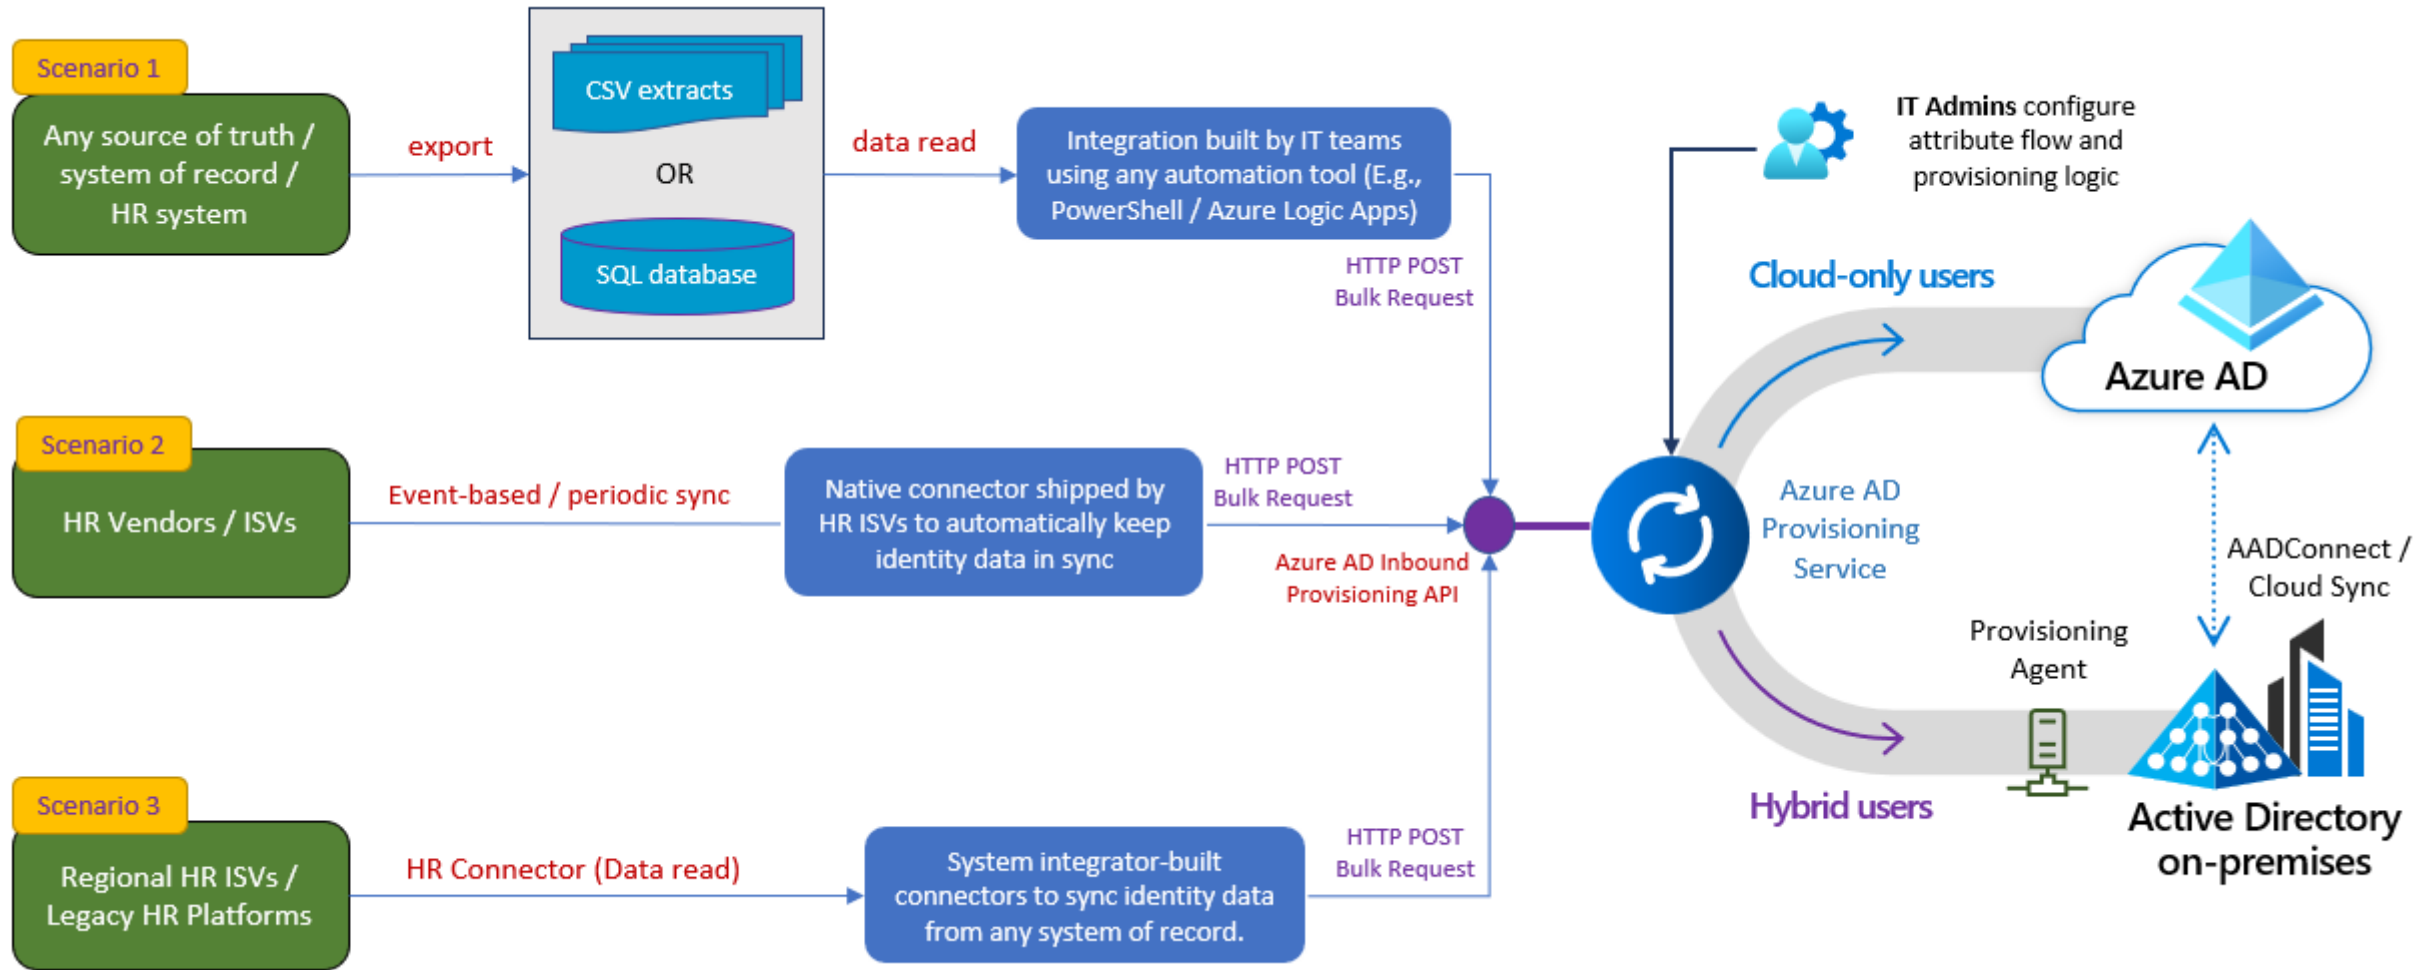 Scenario 1
Any source of truth /
system of record /
HR system
export
CSV extracts
OR
SQL database
data read
Integration built by IT teams
using any automation tool (E.g.,
PowerShell / Azure Logic Apps)
HTTP POST
Bulk Request
IT Admins configure
attribute flow and
provisioning logic
Cloud-only users
Azure AD
Scenario 2
HR Vendors / ISVs
Event-based / periodic sync
Native connector shipped by
HR ISVs to automatically keep
identity data in sync
HTTP POST
Bulk Request
Azure AD Inbound
Provisioning API
Azure AD
Provisioning
Service
AADConnect /
Cloud Sync
Provisioning
Agent
Hybrid users
Active Directory
on-premises
Scenario 3
Regional HR ISVs /
Legacy HR Platforms
HR Connector (Data read)
System integrator-built
connectors to sync identity data
from any system of record.
HTTP POST
Bulk Request